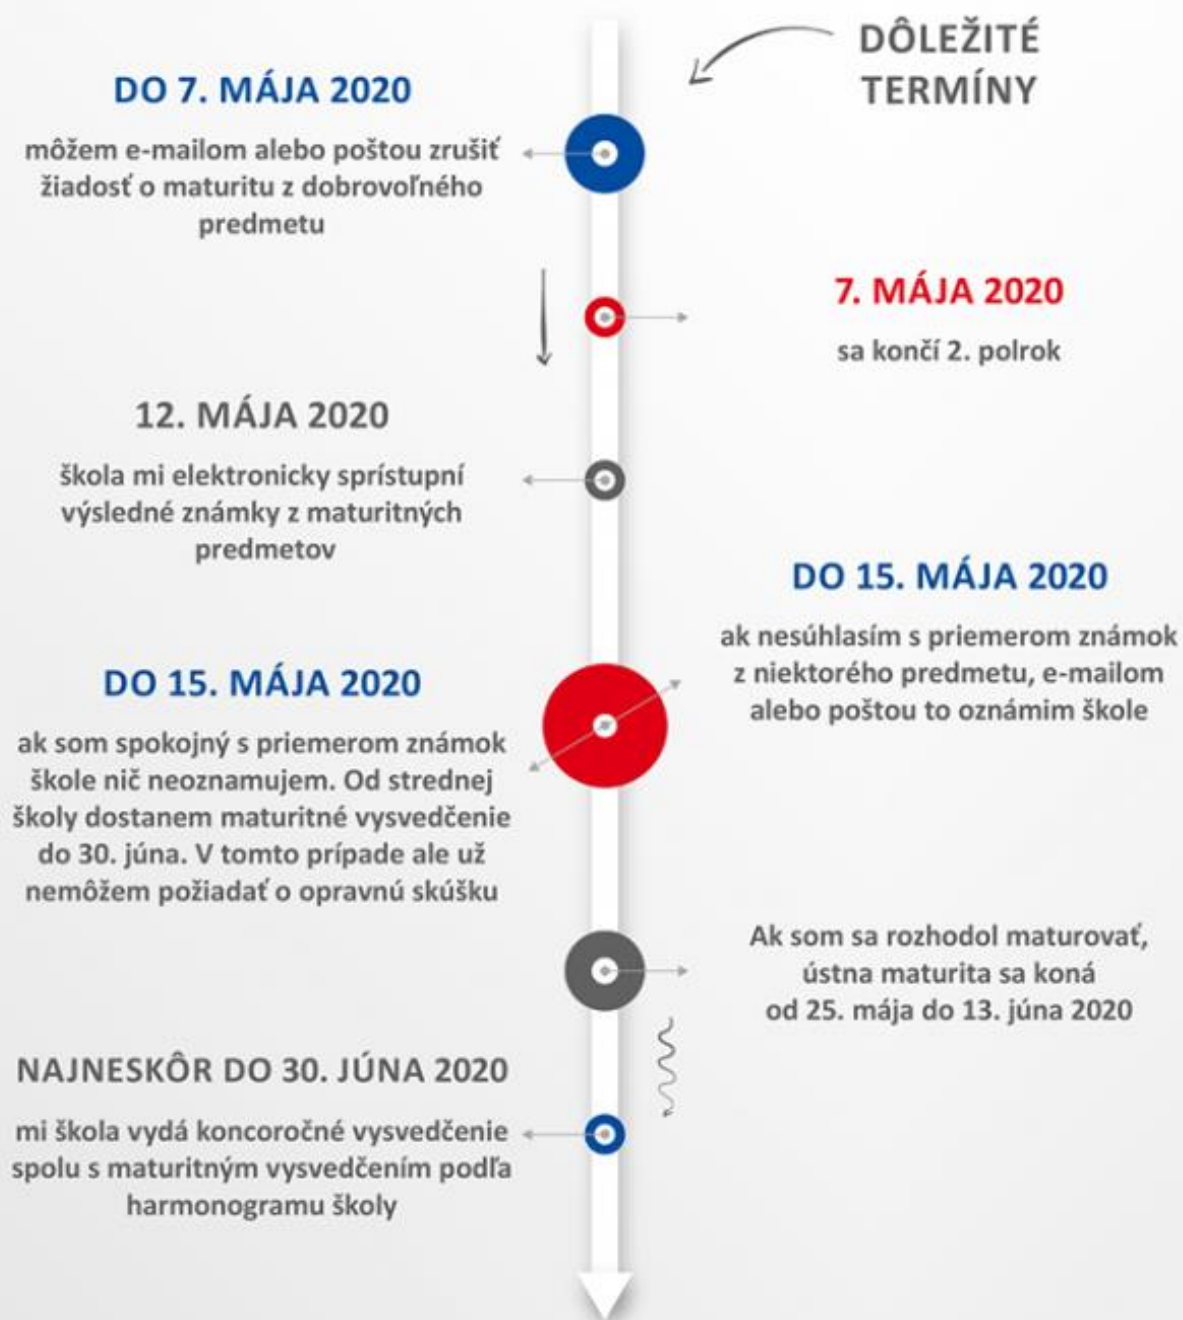 DÔLEŽITÉ
TERMÍNY
DO 7. MÁJA 2020
môžem e-mailom alebo poštou zrušiť
žiadosť o maturitu z dobrovoľného
predmetu
7. MÁJA 2020
sa končí 2. polrok
12. MÁJA 2020
škola mi elektronicky sprístupní
výsledné známky z maturitných
predmetov
DO 15. MÁJA 2020
ak nesúhlasím s priemerom známok
z niektorého predmetu, e-mailom
alebo poštou to oznámim škole
DO 15. MÁJA 2020
ak som spokojný s priemerom známok
škole nič neoznamujem. Od strednej
školy dostanem maturitné vysvedčenie
do 30. júna. V tomto prípade ale už
nemôžem požiadať o opravnú skúšku
Ak som sa rozhodol maturovať,
ústna maturita sa koná
od 25. mája do 13. júna 2020
NAJNESKÔR DO 30. JÚNA 2020
mi škola vydá koncoročné vysvedčenie
spolu s maturitným vysvedčením podľa
harmonogramu školy